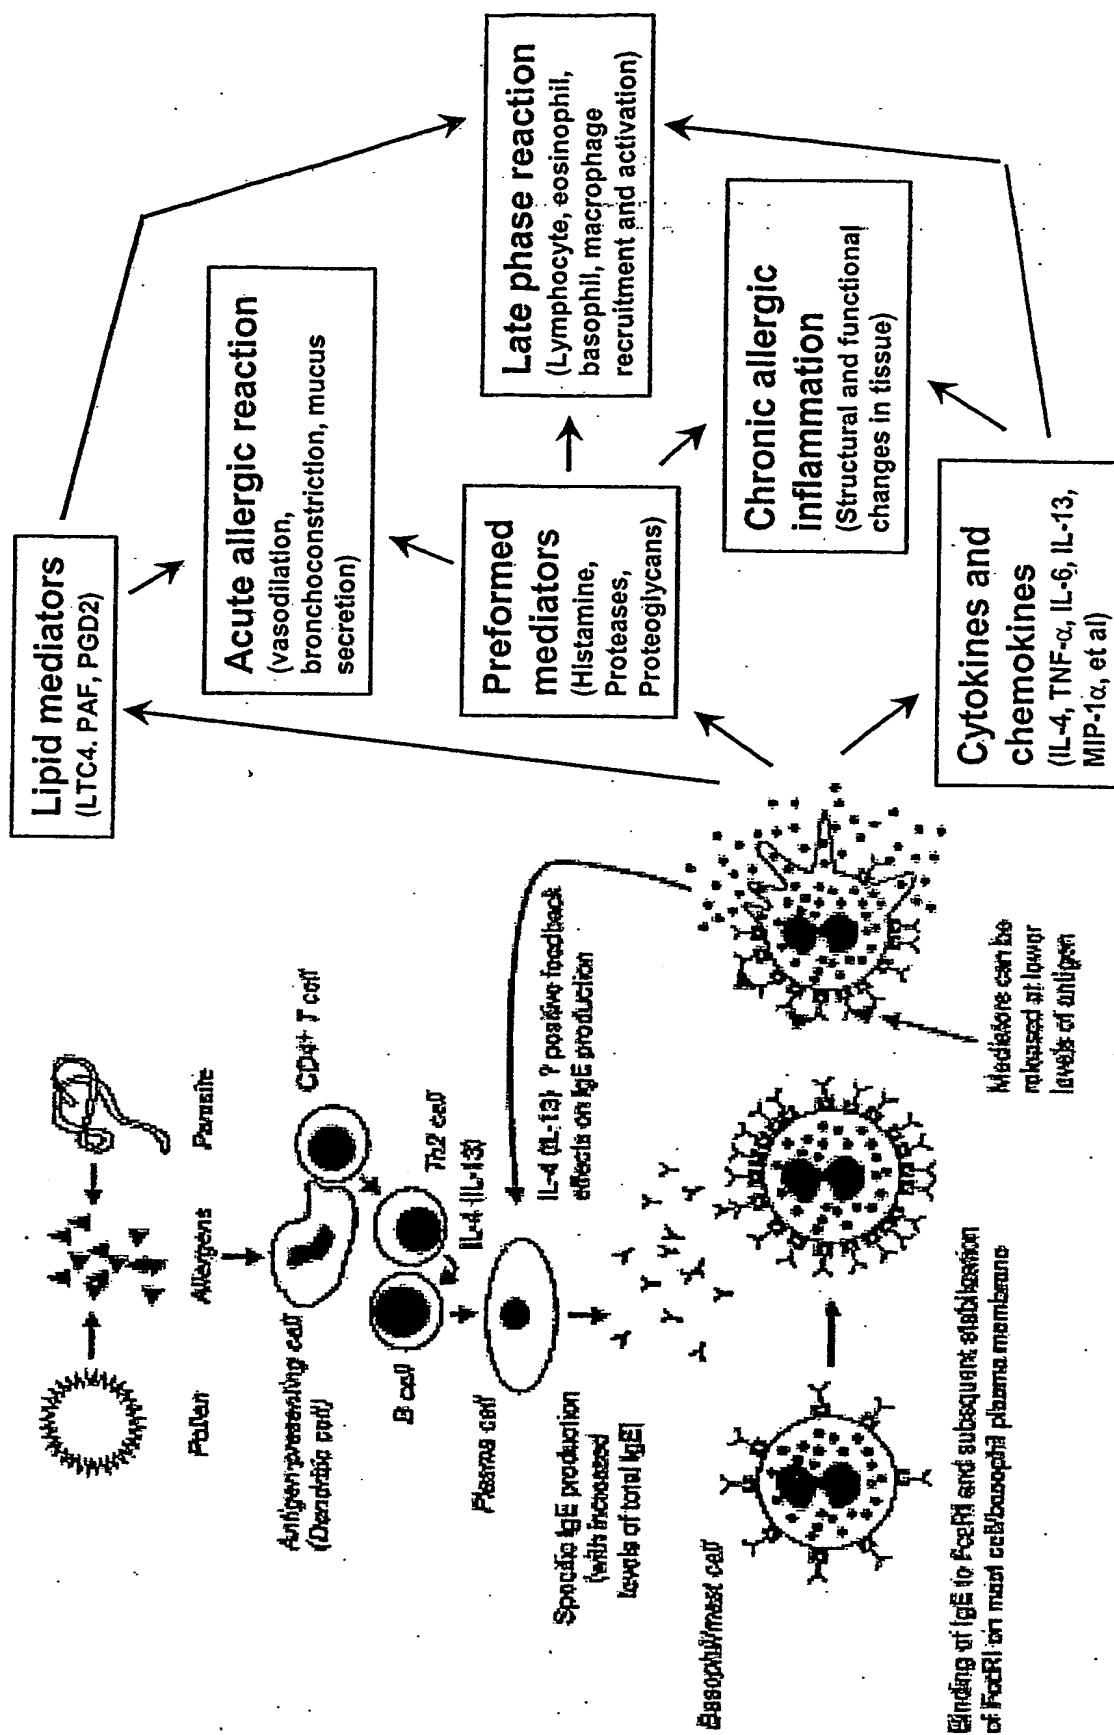 Pollen
Allergens
Parasite
Antigen-presenting cell
(Dendritic cell)
CD4+ T cell
B cell
Th2 cell
IL-4 (IL-13)
Plasma cell
IL-4 (IL-13) ? positive feedback
effects on IgE production
Specific IgE production
(with increased
levels of total IgE)
Basophil/mast cell
Binding of IgE to FcεRI and subsequent stabilization
of FcεRI on mast cell/basophil plasma membrane
Mediators can be
released at lower
levels of antigen
Lipid mediators
(LTC4. PAF, PGD2)
Acute allergic reaction
(vasodilation,
bronchoconstriction, mucus
secretion)
Preformed
mediators
(Histamine,
Proteases,
Proteoglycans)
Late phase reaction
(Lymphocyte, eosinophil,
basophil, macrophage
recruitment and activation)
Chronic allergic
inflammation
(Structural and functional
changes in tissue)
Cytokines and
chemokines
(IL-4, TNF-α, IL-6, IL-13,
MIP-1α, et al)